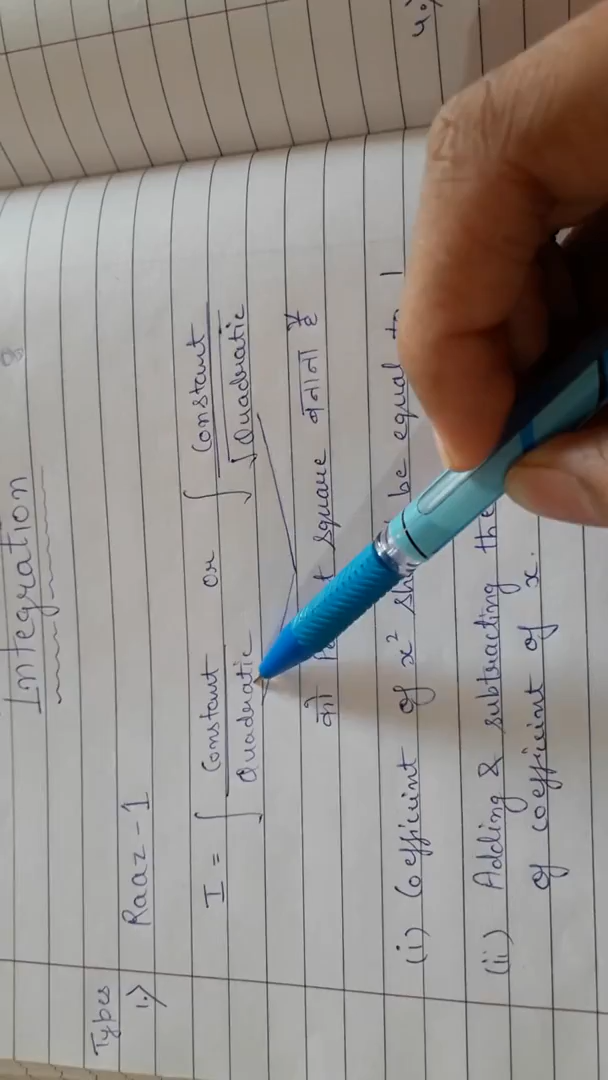 Integration
Types
1.) Raaz-1
I = ∫ Constant / Quadratic or ∫ Constant / √Quadratic
को square बनाना है
(i) Coefficient of x² be equal 1
(ii) Adding & subtracting the
of coefficient of x.